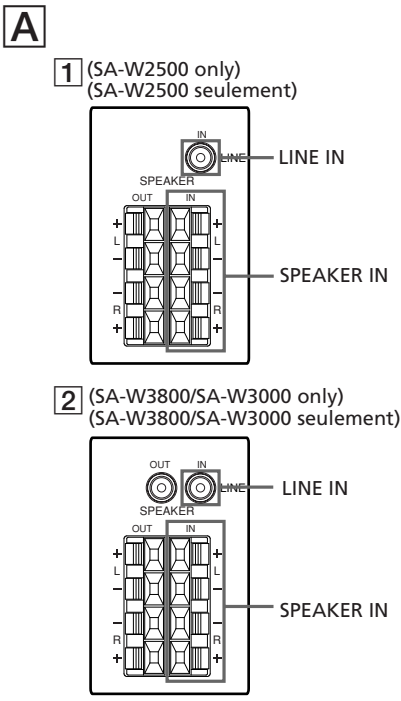 A
1 (SA-W2500 only)
(SA-W2500 seulement)
IN
LINE
LINE IN
SPEAKER
OUT IN
+ +
L L
– –
SPEAKER IN
– –
R R
+ +
2 (SA-W3800/SA-W3000 only)
(SA-W3800/SA-W3000 seulement)
OUT IN
LINE
LINE IN
SPEAKER
OUT IN
+ +
L L
– –
SPEAKER IN
– –
R R
+ +